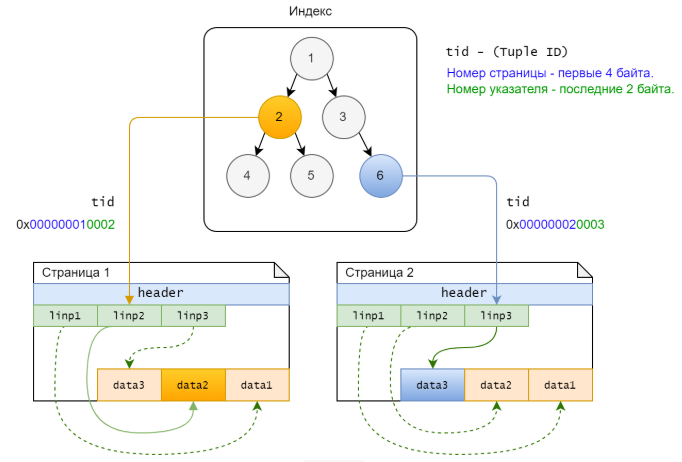 Индекс
tid - (Tuple ID)
Номер страницы - первые 4 байта.
Номер указателя - последние 2 байта.
1
2
3
4
5
6
tid
0x000000010002
tid
0x000000020003
Страница 1
header
linp1 linp2 linp3
data3 data2 data1
Страница 2
header
linp1 linp2 linp3
data3 data2 data1